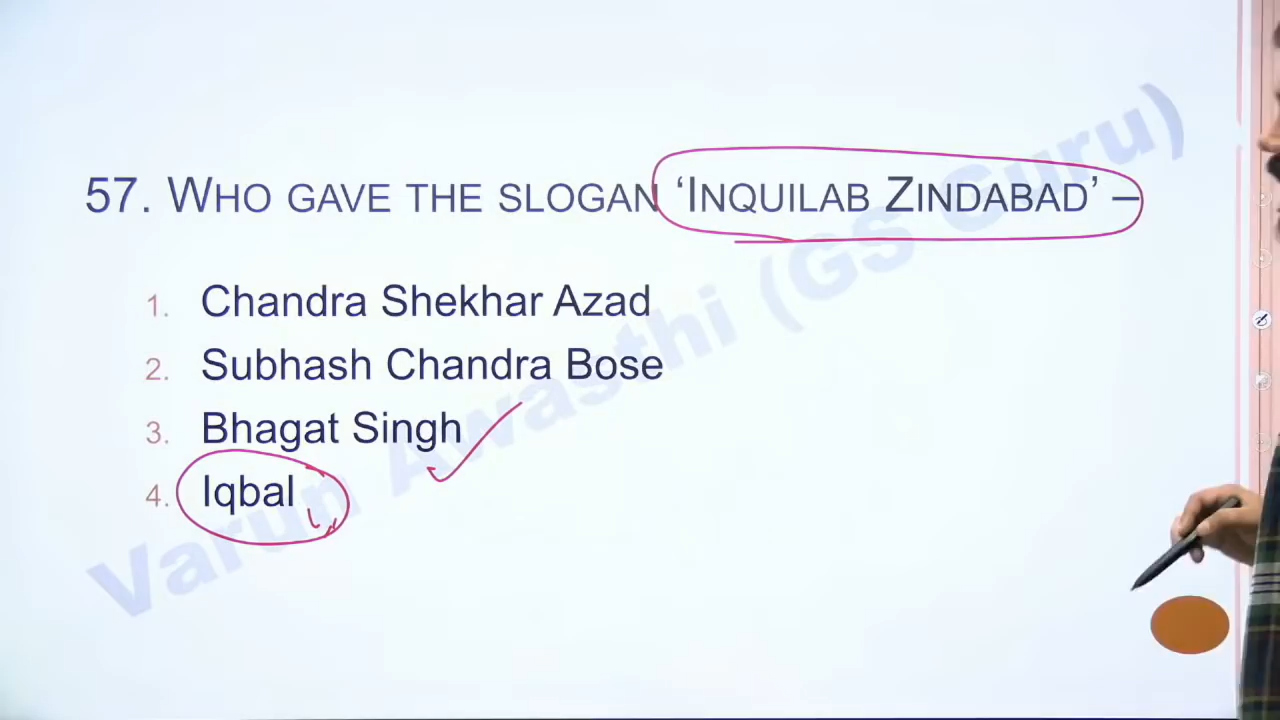 57. WHO GAVE THE SLOGAN ‘INQUILAB ZINDABAD’ –
1. Chandra Shekhar Azad
2. Subhash Chandra Bose
3. Bhagat Singh
4. Iqbal
Varun Awasthi (GS Guru)